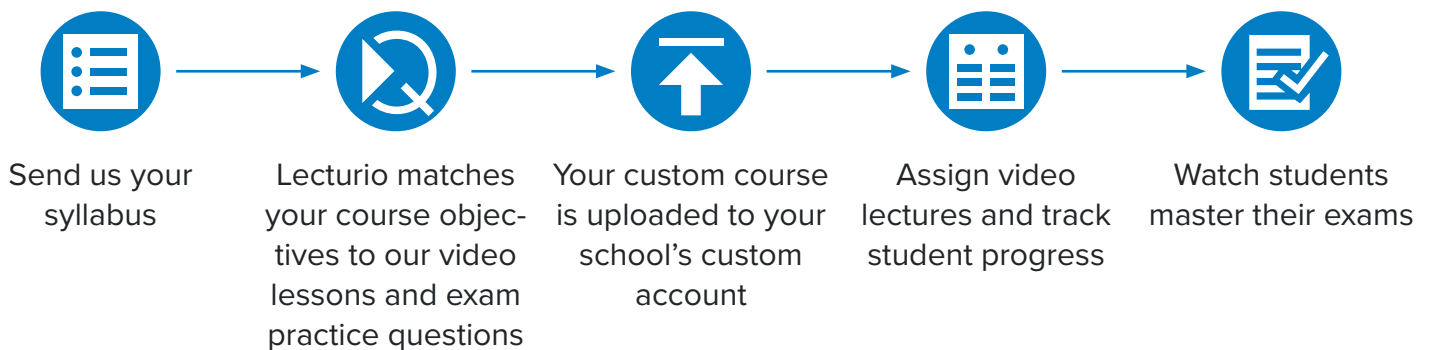 Send us your
syllabus
Lecturio matches
your course objec-
tives to our video
lessons and exam
practice questions
Your custom course
is uploaded to your
school’s custom
account
Assign video
lectures and track
student progress
Watch students
master their exams